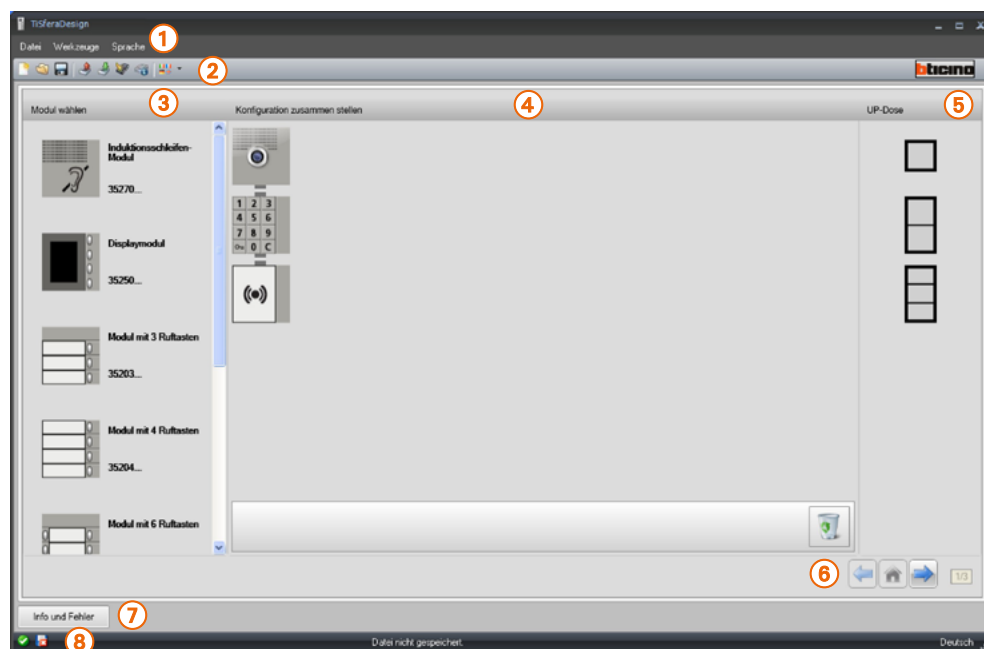 TiSferaDesign
Datei Werkzeuge Sprache
1
2
bticino
Modul wählen
3
Konfiguration zusammen stellen
4
UP-Dose
5
Induktionsschleifen-
Modul
35270...
Displaymodul
35250...
Modul mit 3 Ruftasten
35203...
Modul mit 4 Ruftasten
35204...
Modul mit 6 Ruftasten
1 2 3
4 5 6
7 8 9
0 C
6
1/3
Info und Fehler
7
8
Datei nicht gespeichert.
Deutsch